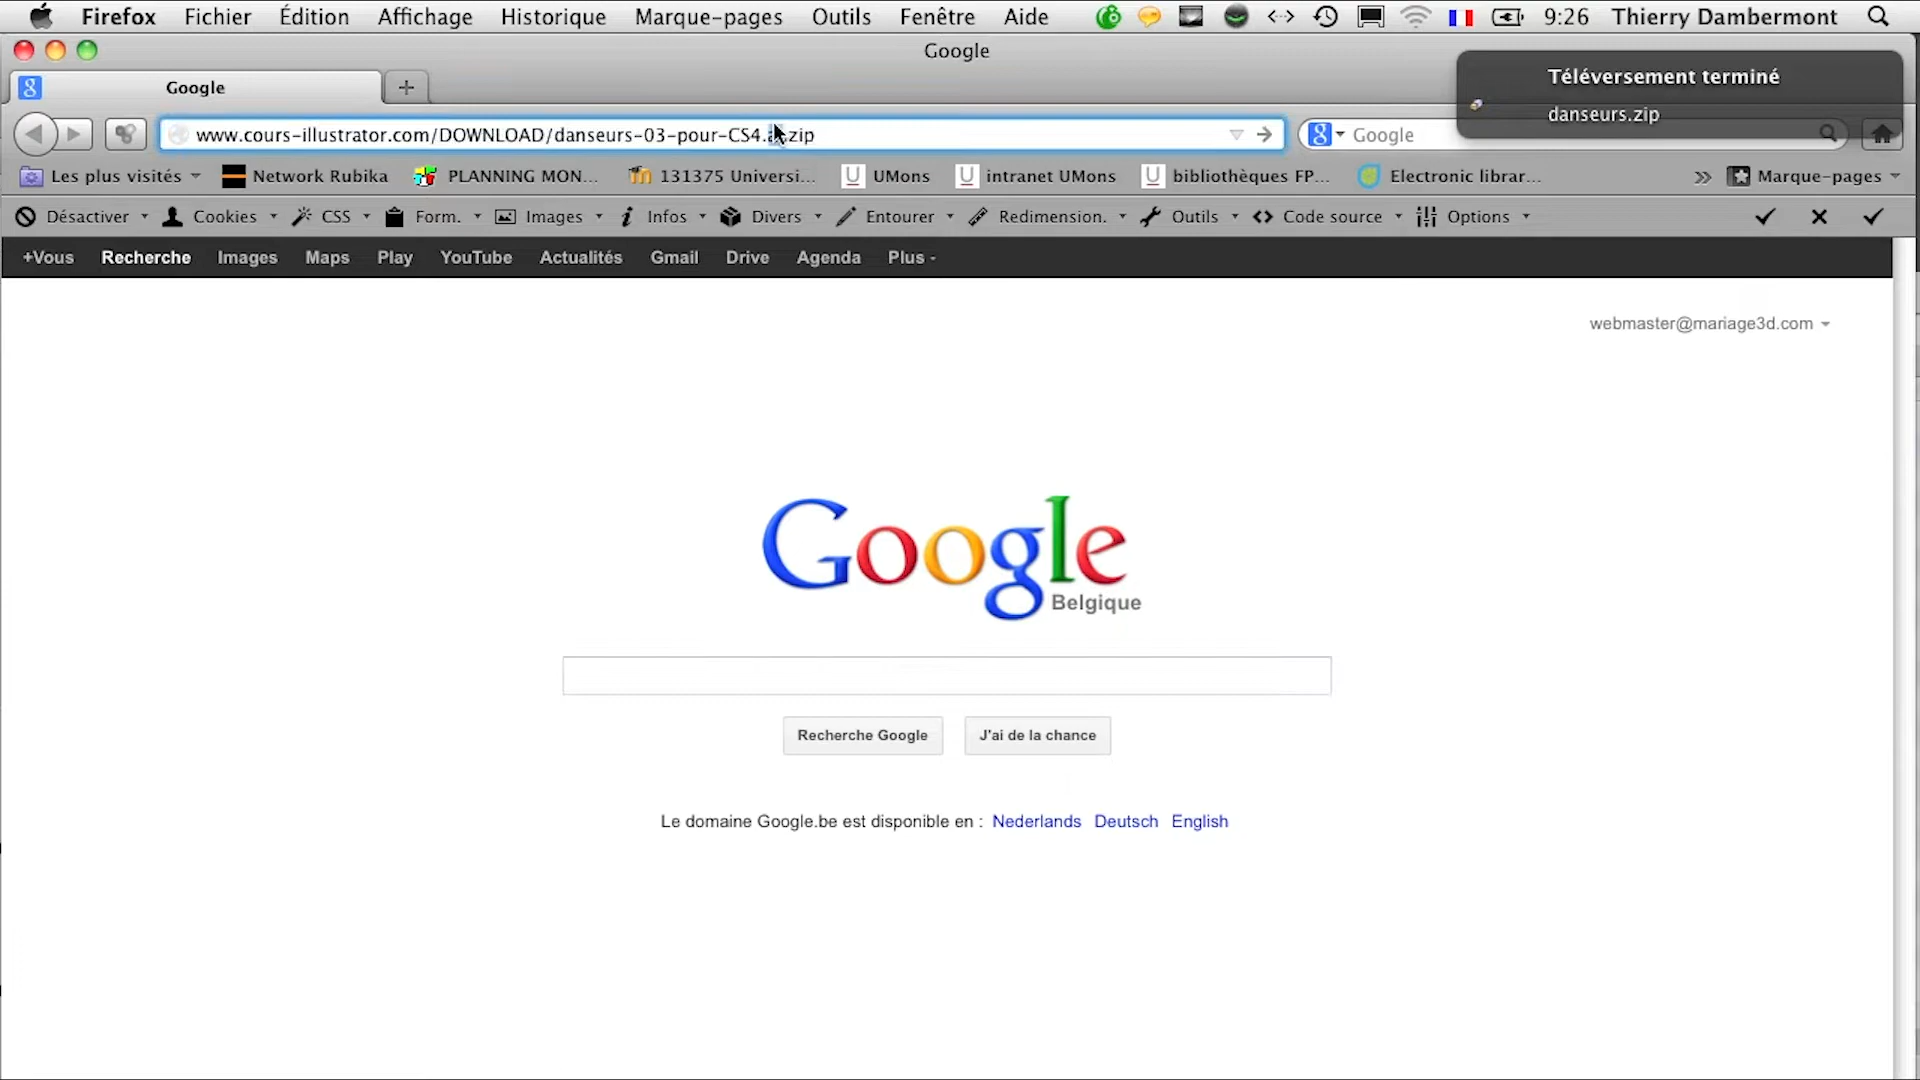 Firefox Fichier Édition Affichage Historique Marque-pages Outils Fenêtre Aide 9:26 Thierry Dambermont
Google
Téléversement terminé
danseurs.zip
Google
www.cours-illustrator.com/DOWNLOAD/danseurs-03-pour-CS4. .zip
Google
Les plus visités Network Rubika PLANNING MON... 131375 Universi... UMons intranet UMons bibliothèques FP... Electronic librar... Marque-pages
Désactiver Cookies CSS Form. Images Infos Divers Entourer Redimension. Outils Code source Options
+Vous Recherche Images Maps Play YouTube Actualités Gmail Drive Agenda Plus
webmaster@mariage3d.com
Google
Belgique
Recherche Google J'ai de la chance
Le domaine Google.be est disponible en : Nederlands Deutsch English